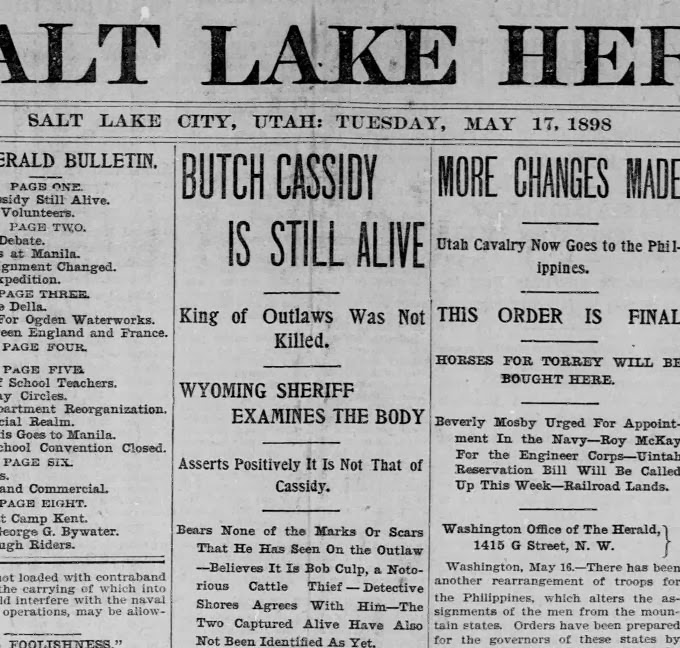 ALT LAKE HER
SALT LAKE CITY, UTAH: TUESDAY, MAY 17, 1898
ERALD BULLETIN.
PAGE ONE.
sidy Still Alive.
Volunteers.
PAGE TWO.
Debate.
s at Manila.
gnment Changed.
xpedition.
PAGE THREE.
e Della.
For Ogden Waterworks.
een England and France.
PAGE FOUR.
PAGE FIVE.
f School Teachers.
ay Circles.
partment Reorganization.
cial Realm.
is Goes to Manila.
school Convention Closed.
PAGE SIX.
s.
and Commercial.
PAGE EIGHT.
t Camp Kent.
George G. Bywater.
ugh Riders.
not loaded with contraband
the carrying of which into
ld interfere with the naval
operations, may be allow-
FOOLISHNESS."
BUTCH CASSIDY
IS STILL ALIVE
King of Outlaws Was Not
Killed.
WYOMING SHERIFF
EXAMINES THE BODY
Asserts Positively It Is Not That of
Cassidy.
Bears None of the Marks Or Scars
That He Has Seen On the Outlaw
—Believes It Is Bob Culp, a Noto-
rious Cattle Thief—Detective
Shores Agrees With Him—The
Two Captured Alive Have Also
Not Been Identified As Yet.
MORE CHANGES MADE
Utah Cavalry Now Goes to the Phil-
ippines.
THIS ORDER IS FINAL
HORSES FOR TORREY WILL BE
BOUGHT HERE.
Beverly Mosby Urged For Appoint-
ment In the Navy—Roy McKay
For the Engineer Corps—Uintah
Reservation Bill Will Be Called
Up This Week—Railroad Lands.
Washington Office of The Herald,
1415 G Street, N. W. }
Washington, May 16.—There has been
another rearrangement of troops for
the Philippines, which alters the as-
signments of the men from the moun-
tain states. Orders have been prepared
for the governors of these states by